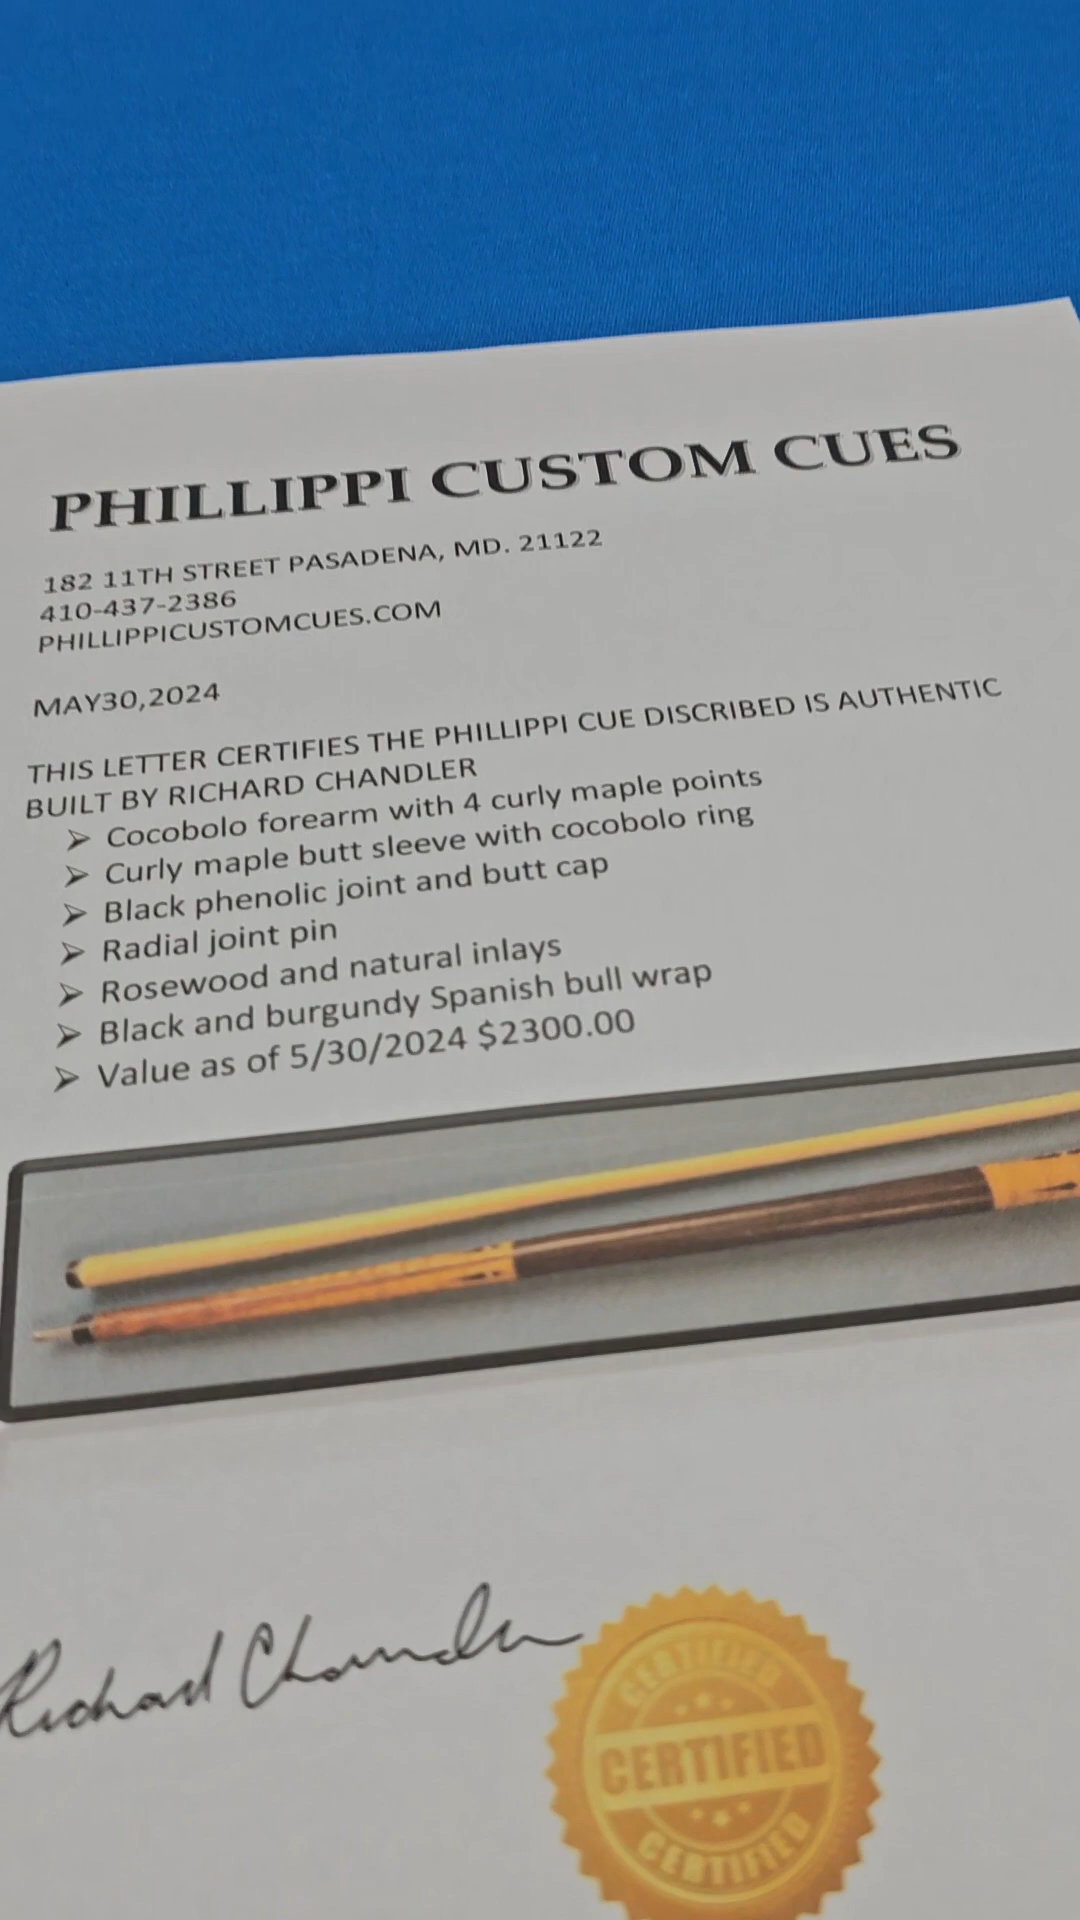 PHILLIPPI CUSTOM CUES
182 11TH STREET PASADENA, MD. 21122
410-437-2386
PHILLIPPICUSTOMCUES.COM
MAY30,2024
THIS LETTER CERTIFIES THE PHILLIPPI CUE DISCRIBED IS AUTHENTIC
BUILT BY RICHARD CHANDLER
➢ Cocobolo forearm with 4 curly maple points
➢ Curly maple butt sleeve with cocobolo ring
➢ Black phenolic joint and butt cap
➢ Radial joint pin
➢ Rosewood and natural inlays
➢ Black and burgundy Spanish bull wrap
➢ Value as of 5/30/2024 $2300.00
Richard Chandler
CERTIFIED
CERTIFIED
CERTIFIED